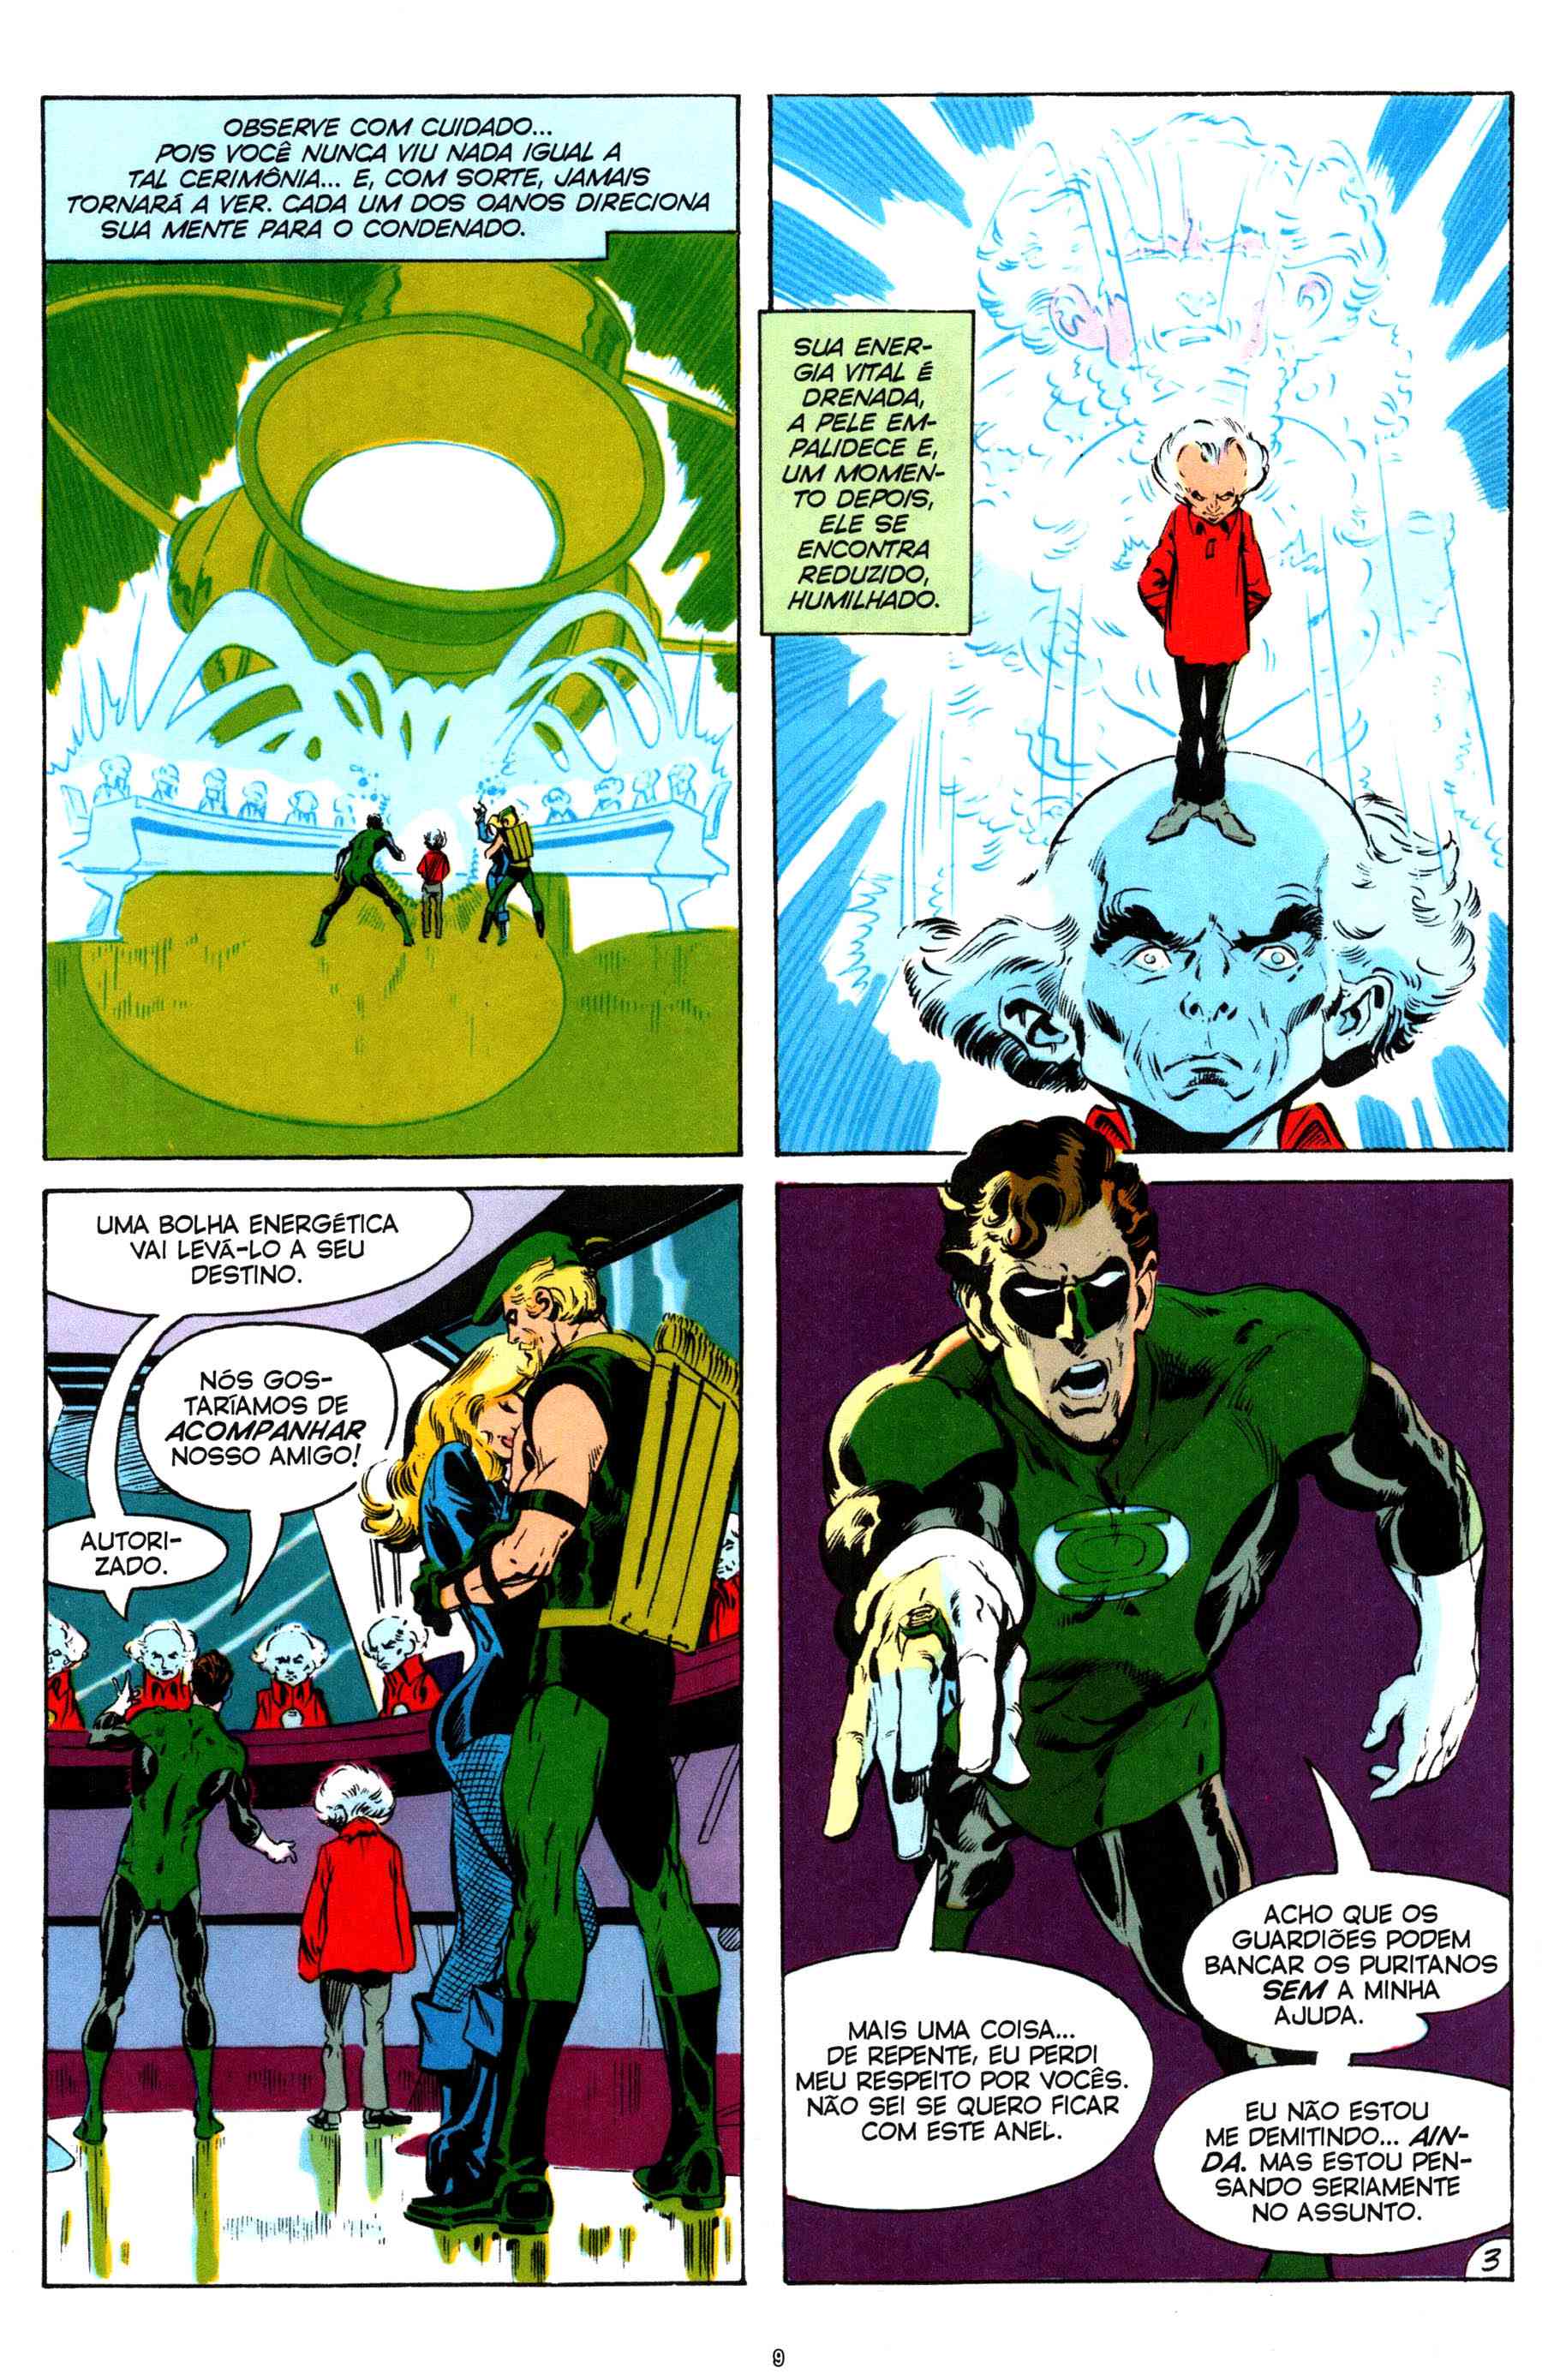 OBSERVE COM CUIDADO...
POIS VOCÊ NUNCA VIU NADA IGUAL A
TAL CERIMÔNIA... E, COM SORTE, JAMAIS
TORNARÁ A VER. CADA UM DOS OANOS DIRECIONA
SUA MENTE PARA O CONDENADO.
SUA ENER-
GIA VITAL É
DRENADA,
A PELE EM-
PALIDECE E,
UM MOMEN-
TO DEPOIS,
ELE SE
ENCONTRA
REDUZIDO,
HUMILHADO.
UMA BOLHA ENERGÉTICA
VAI LEVÁ-LO A SEU
DESTINO.
NÓS GOS-
TARÍAMOS DE
ACOMPANHAR
NOSSO AMIGO!
AUTORI-
ZADO.
MAIS UMA COISA...
DE REPENTE, EU PERDI
MEU RESPEITO POR VOCÊS.
NÃO SEI SE QUERO FICAR
COM ESTE ANEL.
ACHO QUE OS
GUARDIÕES PODEM
BANCAR OS PURITANOS
SEM A MINHA
AJUDA.
EU NÃO ESTOU
ME DEMITINDO... AIN-
DA. MAS ESTOU PEN-
SANDO SERIAMENTE
NO ASSUNTO.
3
9